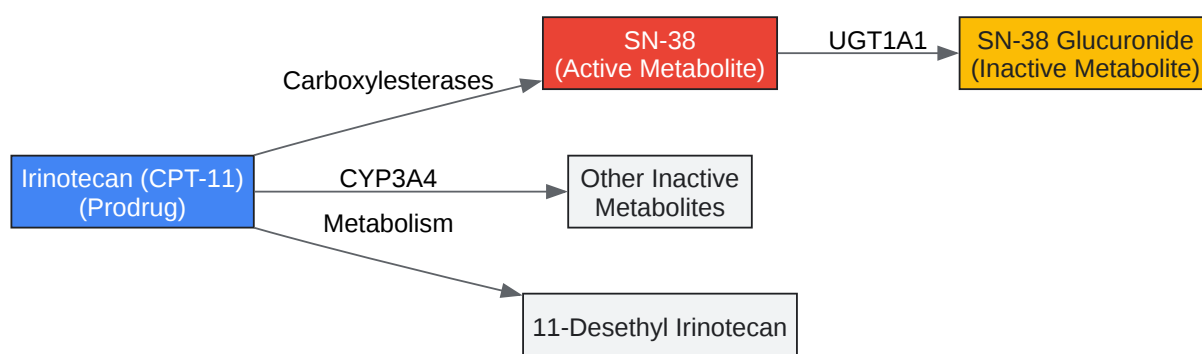 SN-38
(Active Metabolite)
UGT1A1
SN-38 Glucuronide
(Inactive Metabolite)
Carboxylesterases
Irinotecan (CPT-11)
(Prodrug)
CYP3A4
Other Inactive
Metabolites
Metabolism
11-Desethyl Irinotecan